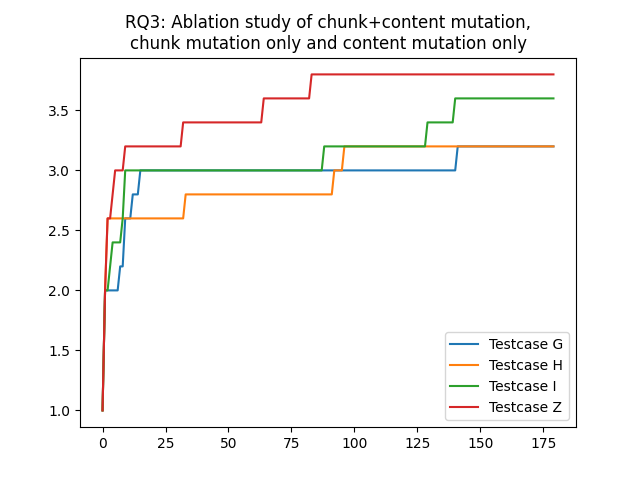 RQ3: Ablation study of chunk+content mutation,
chunk mutation only and content mutation only
3.5
3.0
2.5
2.0
1.5
1.0
0 25 50 75 100 125 150 175
Testcase G
Testcase H
Testcase I
Testcase Z